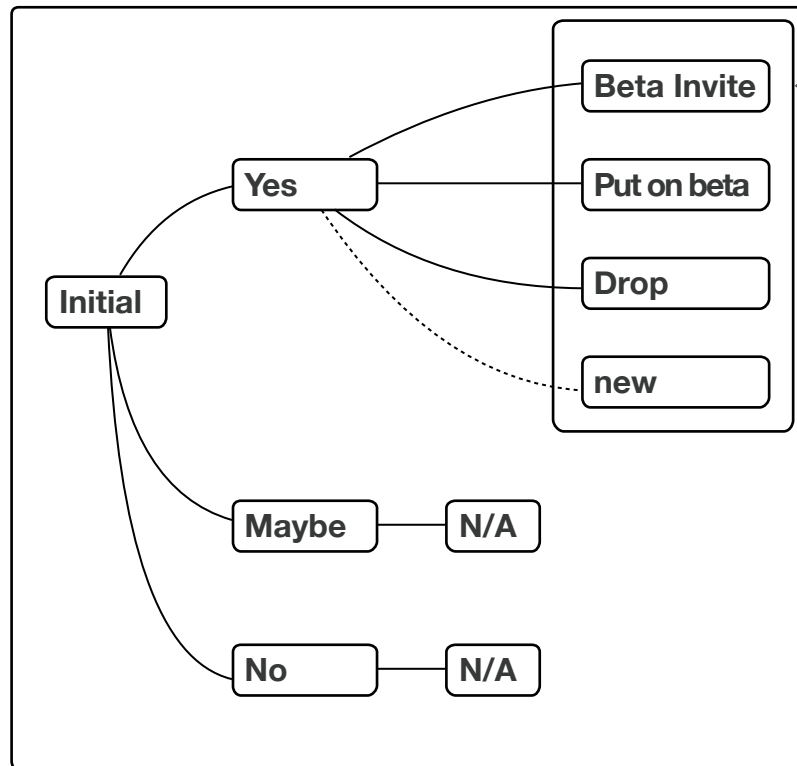 Beta Invite
Yes
Put on beta
Initial
Drop
new
Maybe
N/A
No
N/A